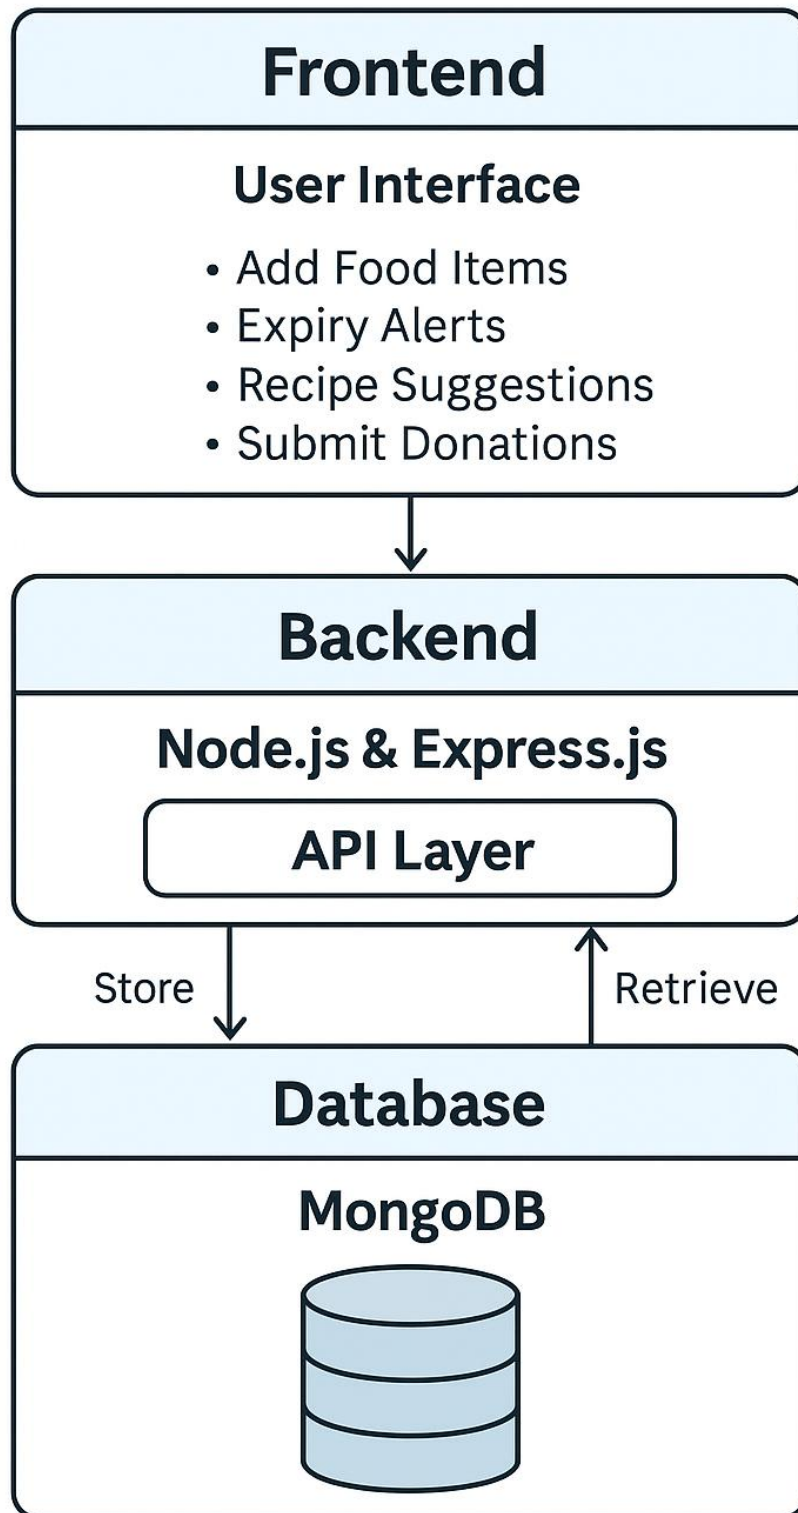 Frontend
User Interface
• Add Food Items
• Expiry Alerts
• Recipe Suggestions
• Submit Donations
Backend
Node.js & Express.js
API Layer
Store
Retrieve
Database
MongoDB